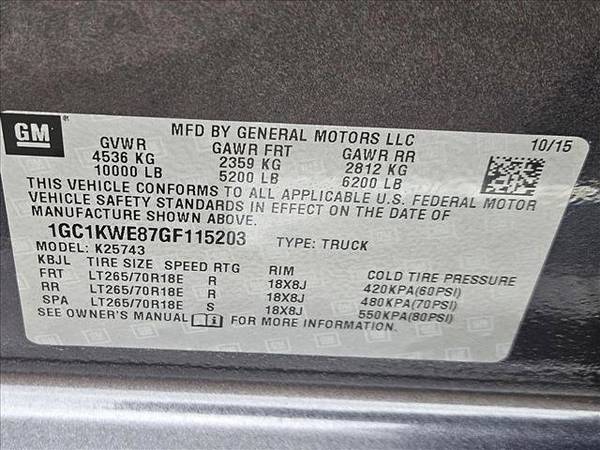 GM
MFD BY GENERAL MOTORS LLC 10/15
GVWR GAWR FRT GAWR RR
4536 KG 2359 KG 2812 KG
10000 LB 5200 LB 6200 LB
THIS VEHICLE CONFORMS TO ALL APPLICABLE U.S. FEDERAL MOTOR
VEHICLE SAFETY STANDARDS IN EFFECT ON THE DATE OF
MANUFACTURE SHOWN ABOVE.
1GC1KWE87GF115203 TYPE: TRUCK
MODEL: K25743
KBJL TIRE SIZE SPEED RTG RIM COLD TIRE PRESSURE
FRT LT265/70R18E R 18X8J 420KPA(60PSI)
RR LT265/70R18E R 18X8J 480KPA(70PSI)
SPA LT265/70R18E S 18X8J 550KPA(80PSI)
SEE OWNER'S MANUAL FOR MORE INFORMATION.